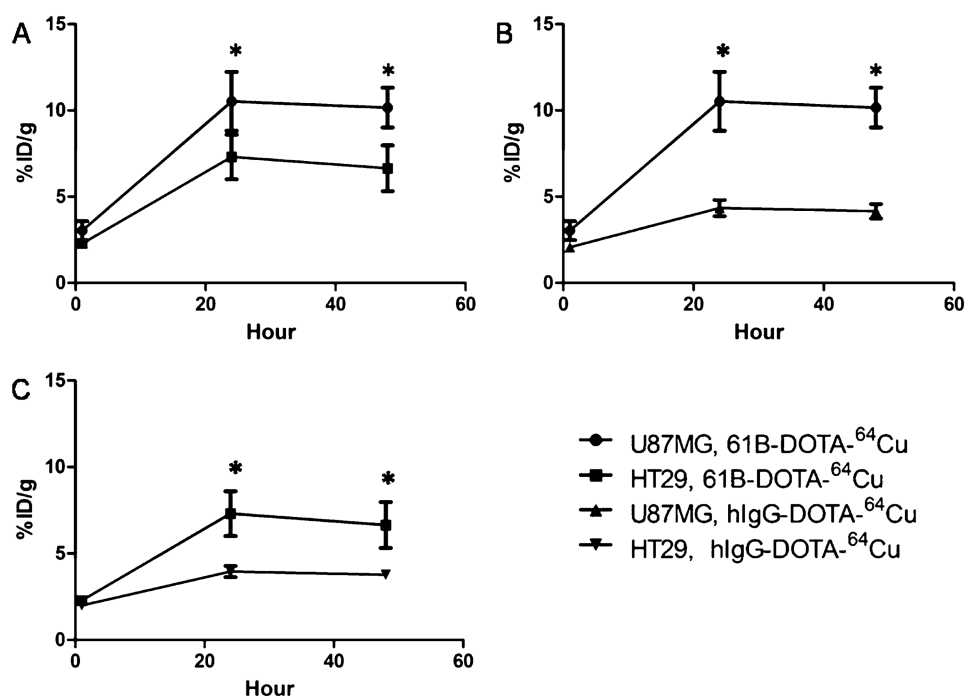 A
15
10
5
0
%ID/g
*
*
0
20
40
60
Hour
B
15
10
5
0
%ID/g
*
*
0
20
40
60
Hour
C
15
10
5
0
%ID/g
*
*
0
20
40
60
Hour
U87MG, 61B-DOTA-⁶⁴Cu
HT29, 61B-DOTA-⁶⁴Cu
U87MG, hIgG-DOTA-⁶⁴Cu
HT29, hIgG-DOTA-⁶⁴Cu